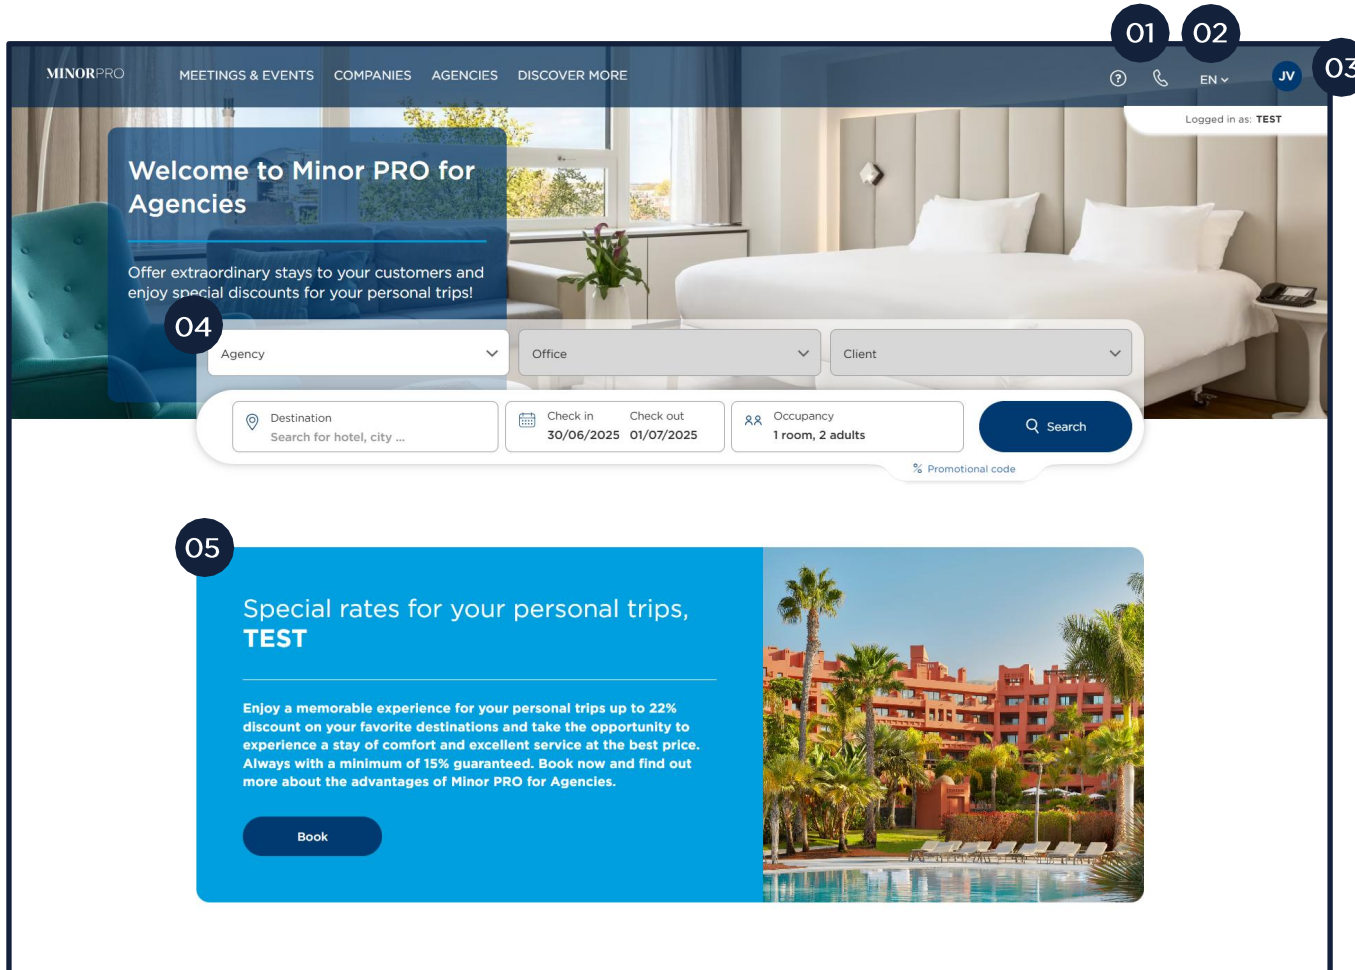 01 02
MINORPRO MEETINGS & EVENTS COMPANIES AGENCIES DISCOVER MORE EN JV 03
Logged in as: TEST
Welcome to Minor PRO for
Agencies
Offer extraordinary stays to your customers and
enjoy special discounts for your personal trips!
04
Agency Office Client
Destination Check in Check out Occupancy
Search for hotel, city ... 30/06/2025 01/07/2025 1 room, 2 adults Search
% Promotional code
05
Special rates for your personal trips,
TEST
Enjoy a memorable experience for your personal trips up to 22%
discount on your favorite destinations and take the opportunity to
experience a stay of comfort and excellent service at the best price.
Always with a minimum of 15% guaranteed. Book now and find out
more about the advantages of Minor PRO for Agencies.
Book